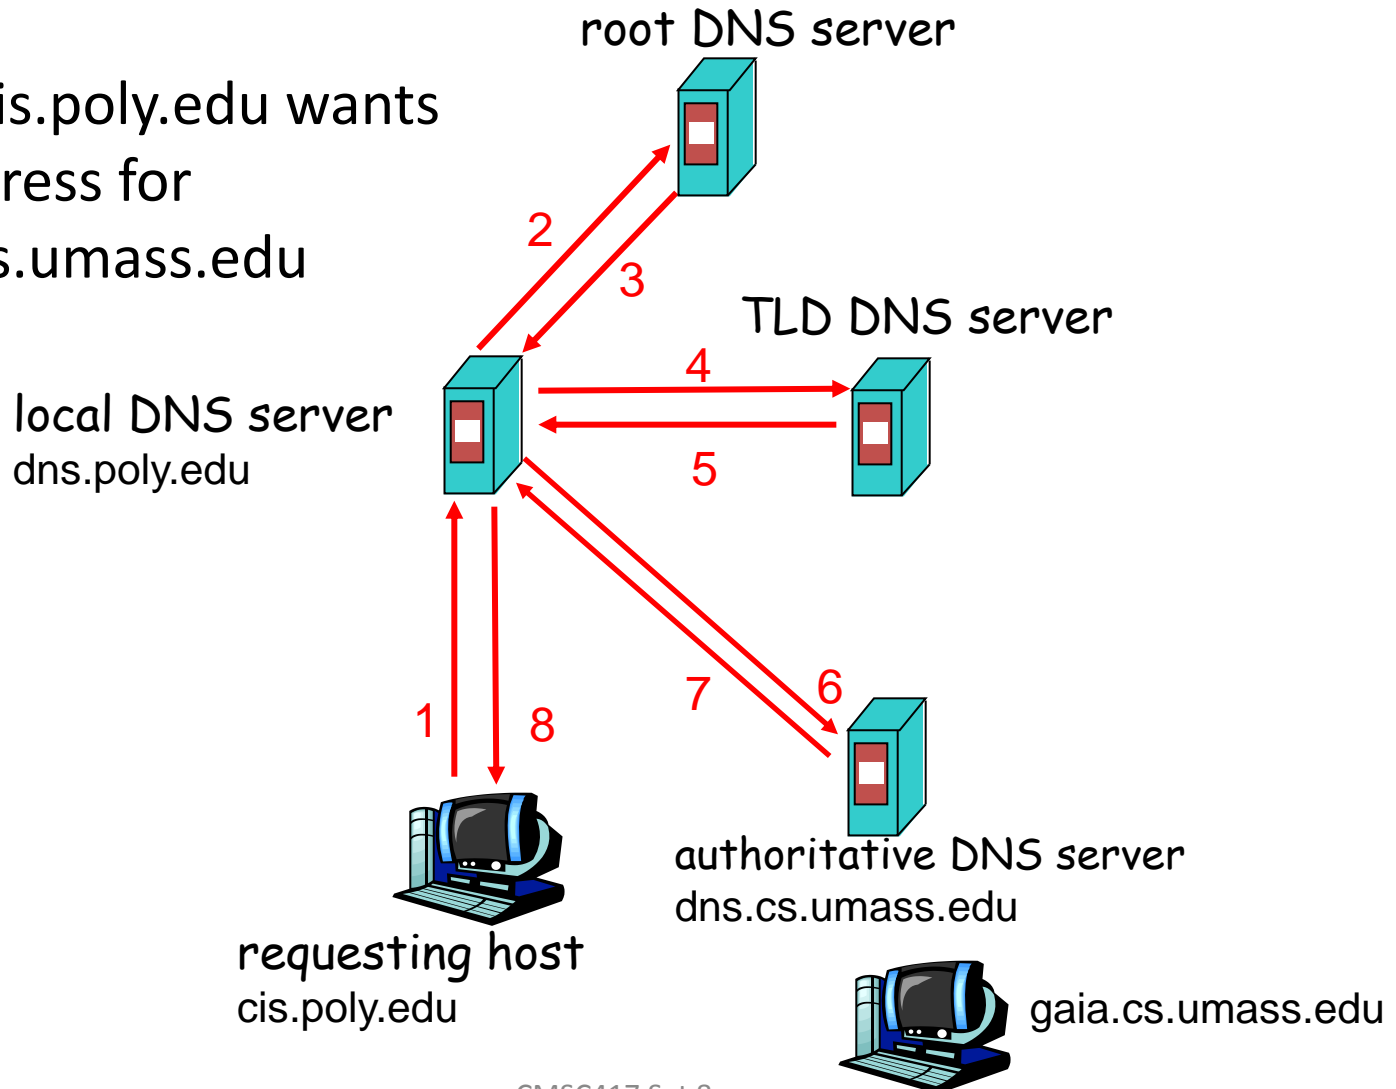 root DNS server
is.poly.edu wants
ress for
s.umass.edu
2
3
TLD DNS server
4
local DNS server
dns.poly.edu
5
7
6
1
8
authoritative DNS server
dns.cs.umass.edu
requesting host
cis.poly.edu
gaia.cs.umass.edu